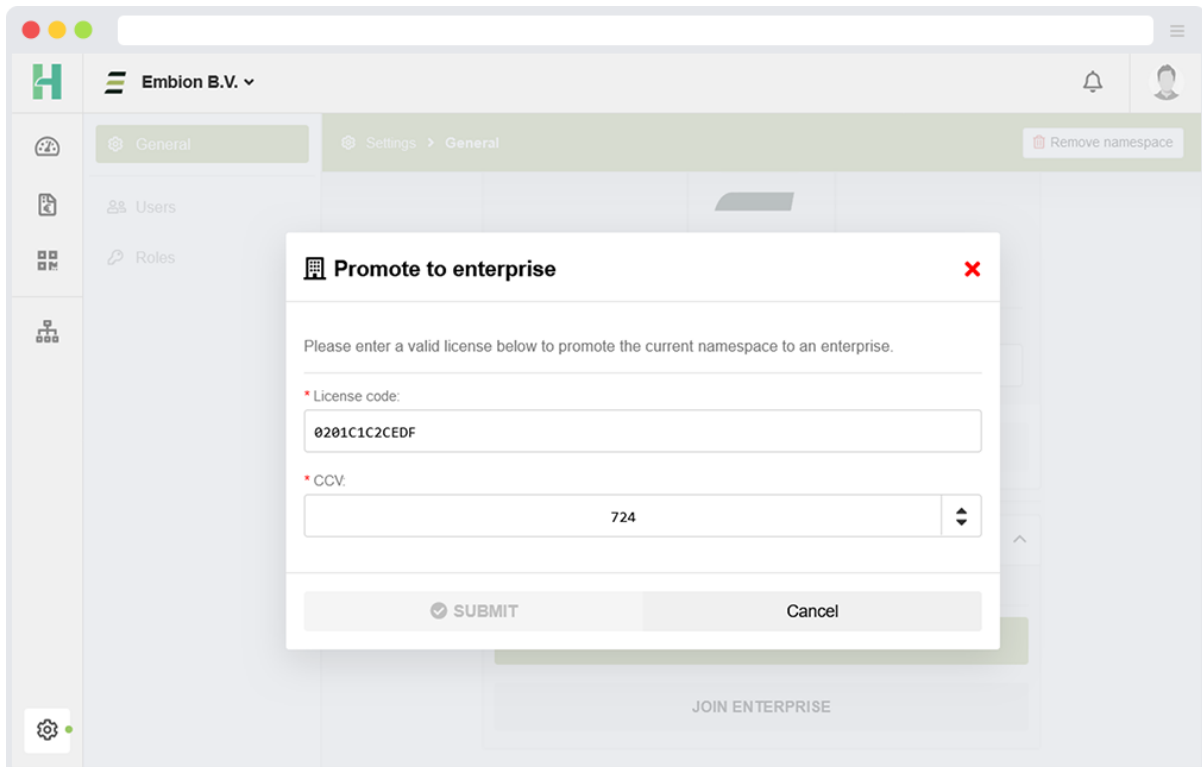 Embion B.V.
General
Settings > General
Remove namespace
Users
Roles
Promote to enterprise
Please enter a valid license below to promote the current namespace to an enterprise.
* License code:
0201C1C2CEDF
* CCV:
724
SUBMIT
Cancel
JOIN ENTERPRISE